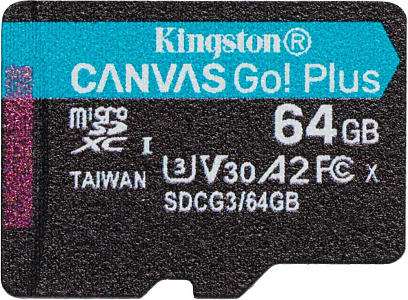 Kingston®
CANVAS Go! Plus
micro SD XC I
64GB
TAIWAN
U3 V30 A2 FC X
SDCG3/64GB